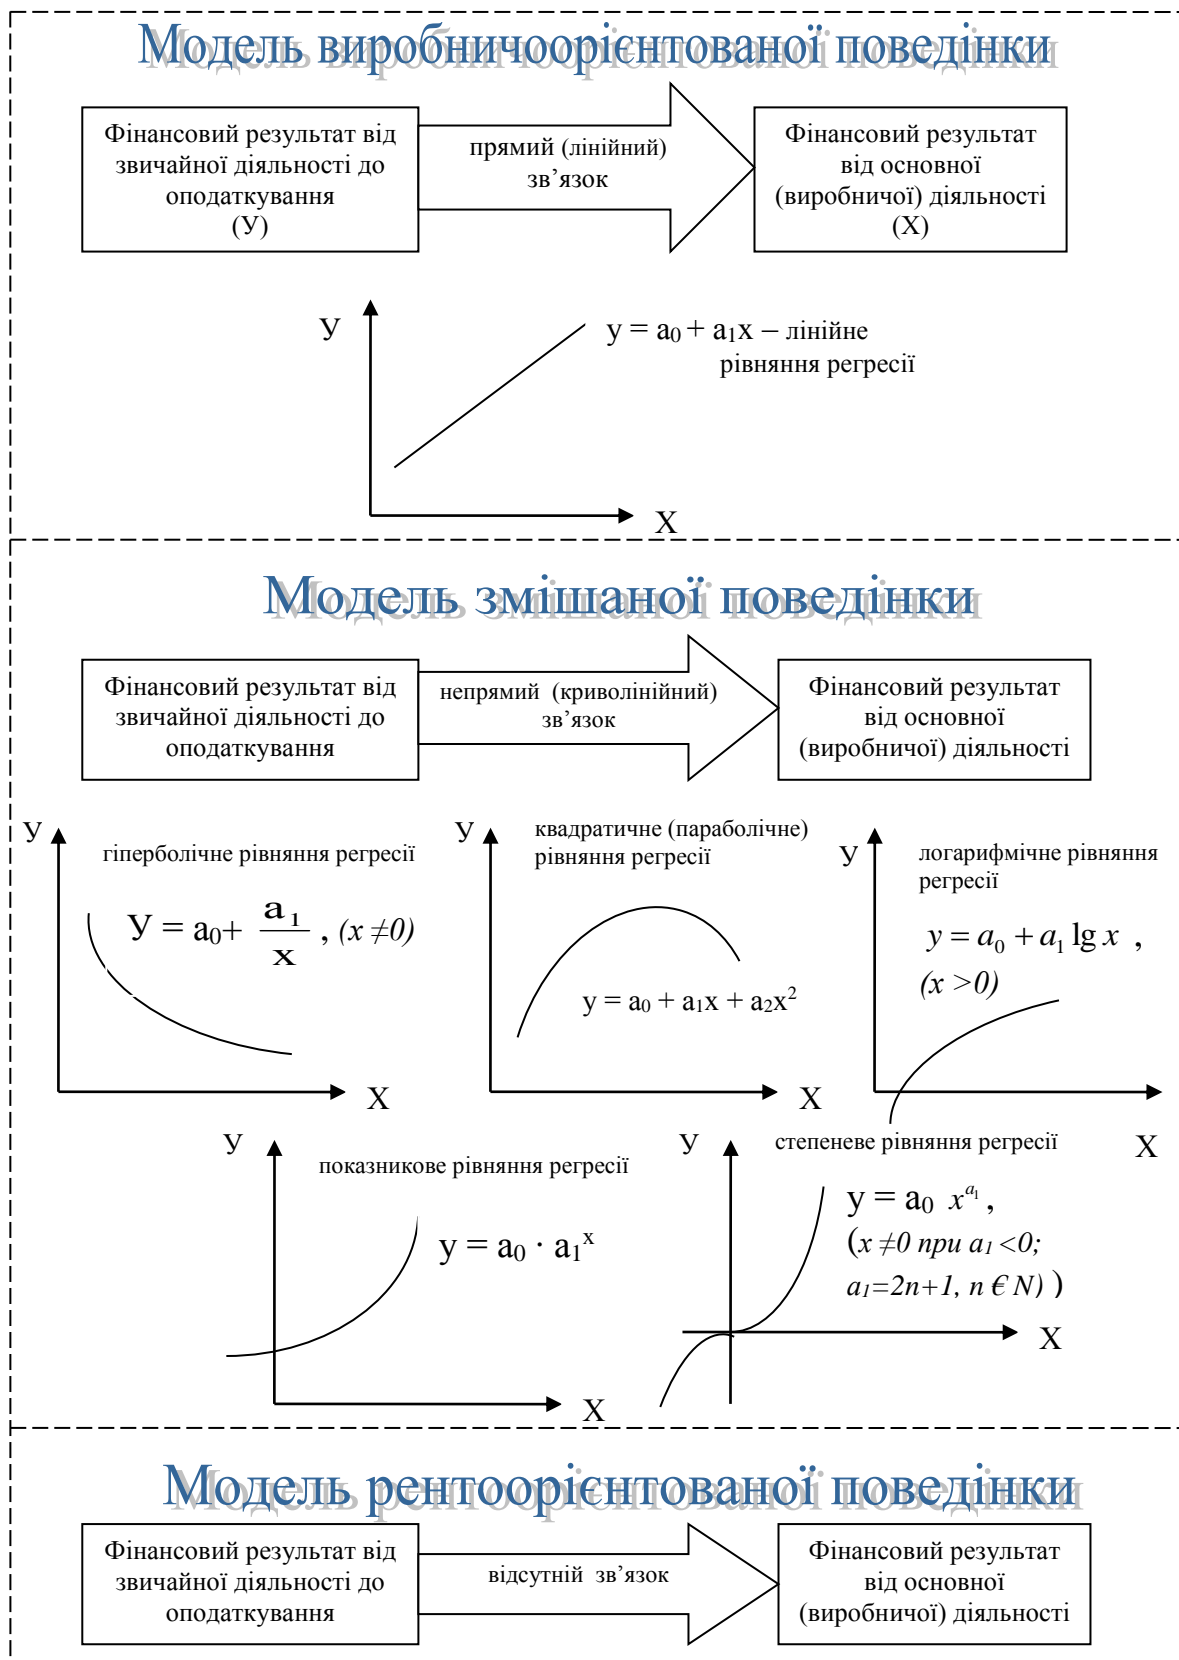 Модель виробничоорієнтованої поведінки
Фінансовий результат від
звичайної діяльності до
оподаткування
(У)
прямий (лінійний)
зв’язок
Фінансовий результат
від основної
(виробничої) діяльності
(Х)
У
y = a₀ + a₁x – лінійне
рівняння регресії
Х
Модель змішаної поведінки
Фінансовий результат від
звичайної діяльності до
оподаткування
непрямий (криволінійний)
зв’язок
Фінансовий результат
від основної
(виробничої) діяльності
У
гіперболічне рівняння регресії
У = a₀+ a₁/x , (x ≠0)
Х
У
квадратичне (параболічне)
рівняння регресії
y = a₀ + a₁x + a₂x²
Х
У
логарифмічне рівняння
регресії
y = a₀ + a₁ lg x ,
(x >0)
Х
У
показникове рівняння регресії
y = a₀ · a₁ˣ
Х
У
степеневе рівняння регресії
y = a₀ x^a₁ ,
(x ≠0 при a₁ <0;
a₁=2n+1, n € N) )
Х
Модель рентоорієнтованої поведінки
Фінансовий результат від
звичайної діяльності до
оподаткування
відсутній зв’язок
Фінансовий результат
від основної
(виробничої) діяльності